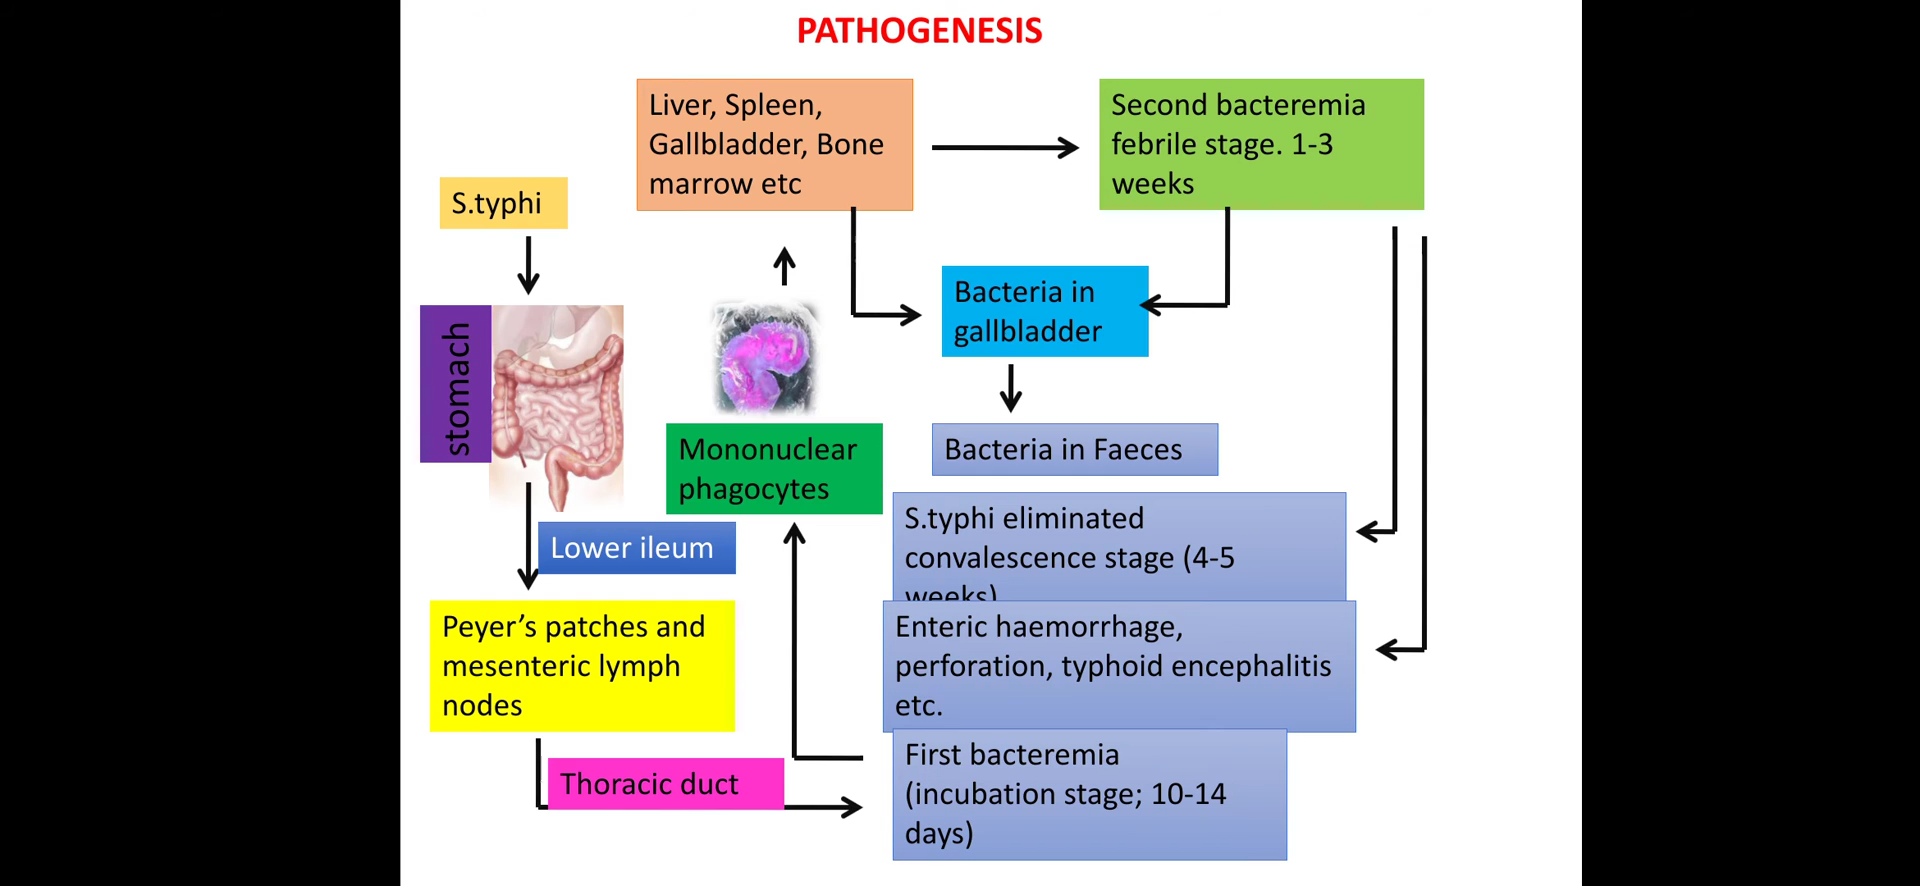 PATHOGENESIS
Liver, Spleen,
Gallbladder, Bone
marrow etc
Second bacteremia
febrile stage. 1-3
weeks
S.typhi
stomach
Bacteria in
gallbladder
Mononuclear
phagocytes
Bacteria in Faeces
Lower ileum
S.typhi eliminated
convalescence stage (4-5
weeks)
Peyer’s patches and
mesenteric lymph
nodes
Enteric haemorrhage,
perforation, typhoid encephalitis
etc.
Thoracic duct
First bacteremia
(incubation stage; 10-14
days)